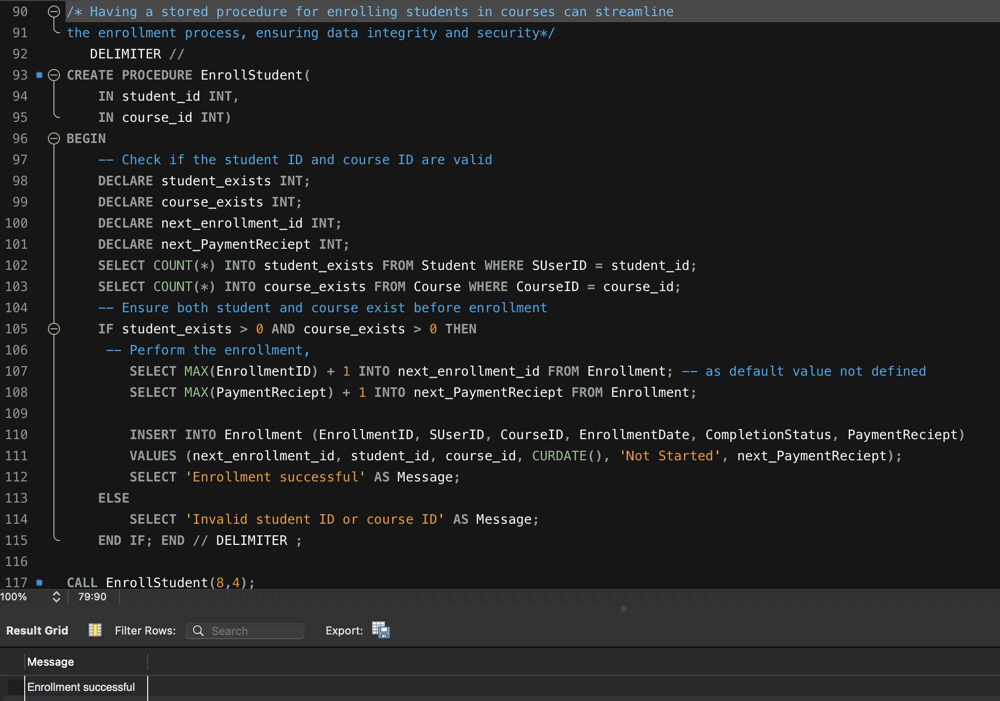 90 /* Having a stored procedure for enrolling students in courses can streamline
91 the enrollment process, ensuring data integrity and security*/
92 DELIMITER //
93 CREATE PROCEDURE EnrollStudent(
94 IN student_id INT,
95 IN course_id INT)
96 BEGIN
97 -- Check if the student ID and course ID are valid
98 DECLARE student_exists INT;
99 DECLARE course_exists INT;
100 DECLARE next_enrollment_id INT;
101 DECLARE next_PaymentReciept INT;
102 SELECT COUNT(*) INTO student_exists FROM Student WHERE SUserID = student_id;
103 SELECT COUNT(*) INTO course_exists FROM Course WHERE CourseID = course_id;
104 -- Ensure both student and course exist before enrollment
105 IF student_exists > 0 AND course_exists > 0 THEN
106 -- Perform the enrollment,
107 SELECT MAX(EnrollmentID) + 1 INTO next_enrollment_id FROM Enrollment; -- as default value not defined
108 SELECT MAX(PaymentReciept) + 1 INTO next_PaymentReciept FROM Enrollment;
109
110 INSERT INTO Enrollment (EnrollmentID, SUserID, CourseID, EnrollmentDate, CompletionStatus, PaymentReciept)
111 VALUES (next_enrollment_id, student_id, course_id, CURDATE(), 'Not Started', next_PaymentReciept);
112 SELECT 'Enrollment successful' AS Message;
113 ELSE
114 SELECT 'Invalid student ID or course ID' AS Message;
115 END IF; END // DELIMITER ;
116
117 CALL EnrollStudent(8,4);
100% 79:90
Result Grid Filter Rows: Search Export:
Message
Enrollment successful